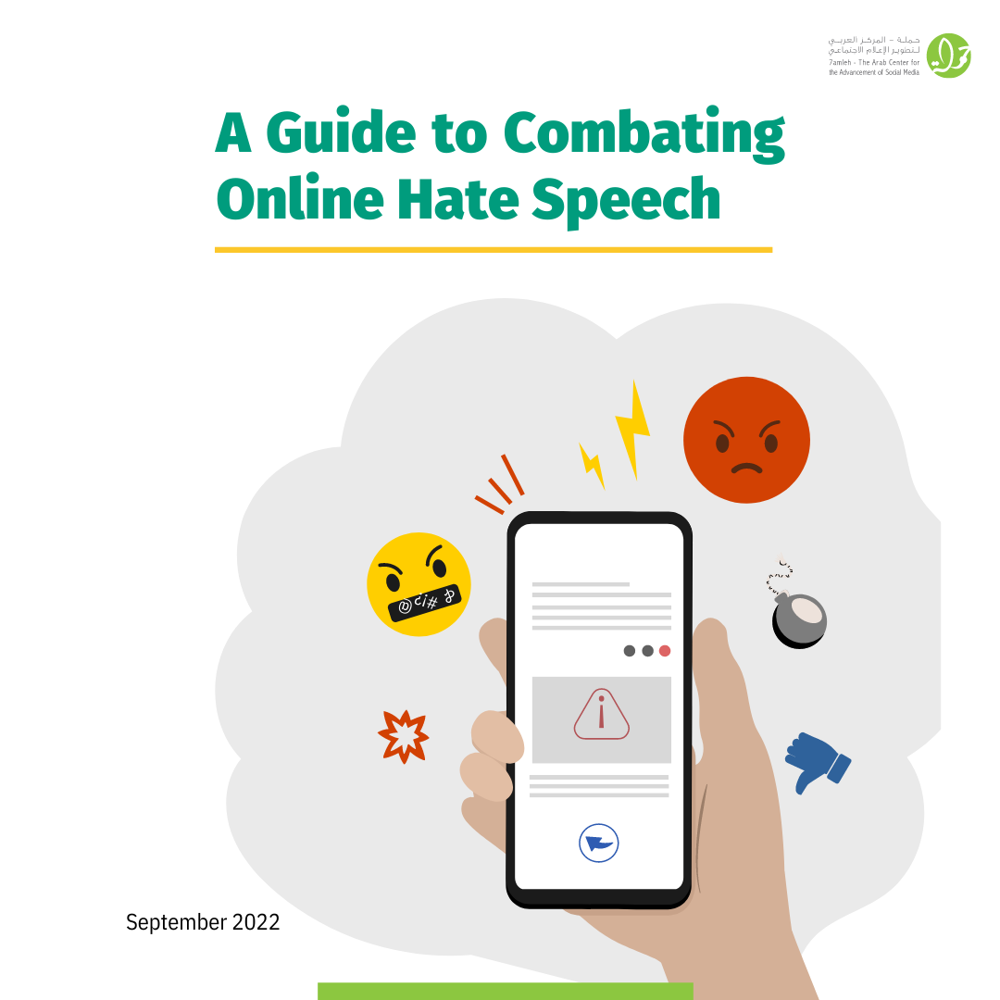 حملة - المركز العربي
لتطوير الإعلام الاجتماعي
7amleh - The Arab Center for
the Advancement of Social Media
A Guide to Combating
Online Hate Speech
@¿¡#&
September 2022